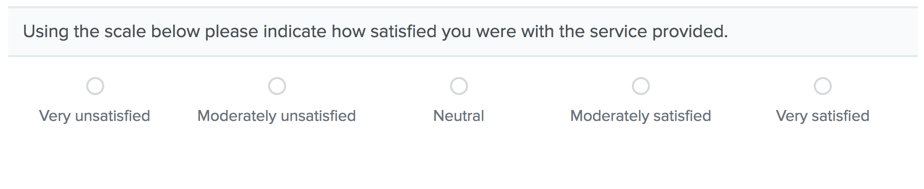 Using the scale below please indicate how satisfied you were with the service provided.
Very unsatisfied Moderately unsatisfied Neutral Moderately satisfied Very satisfied